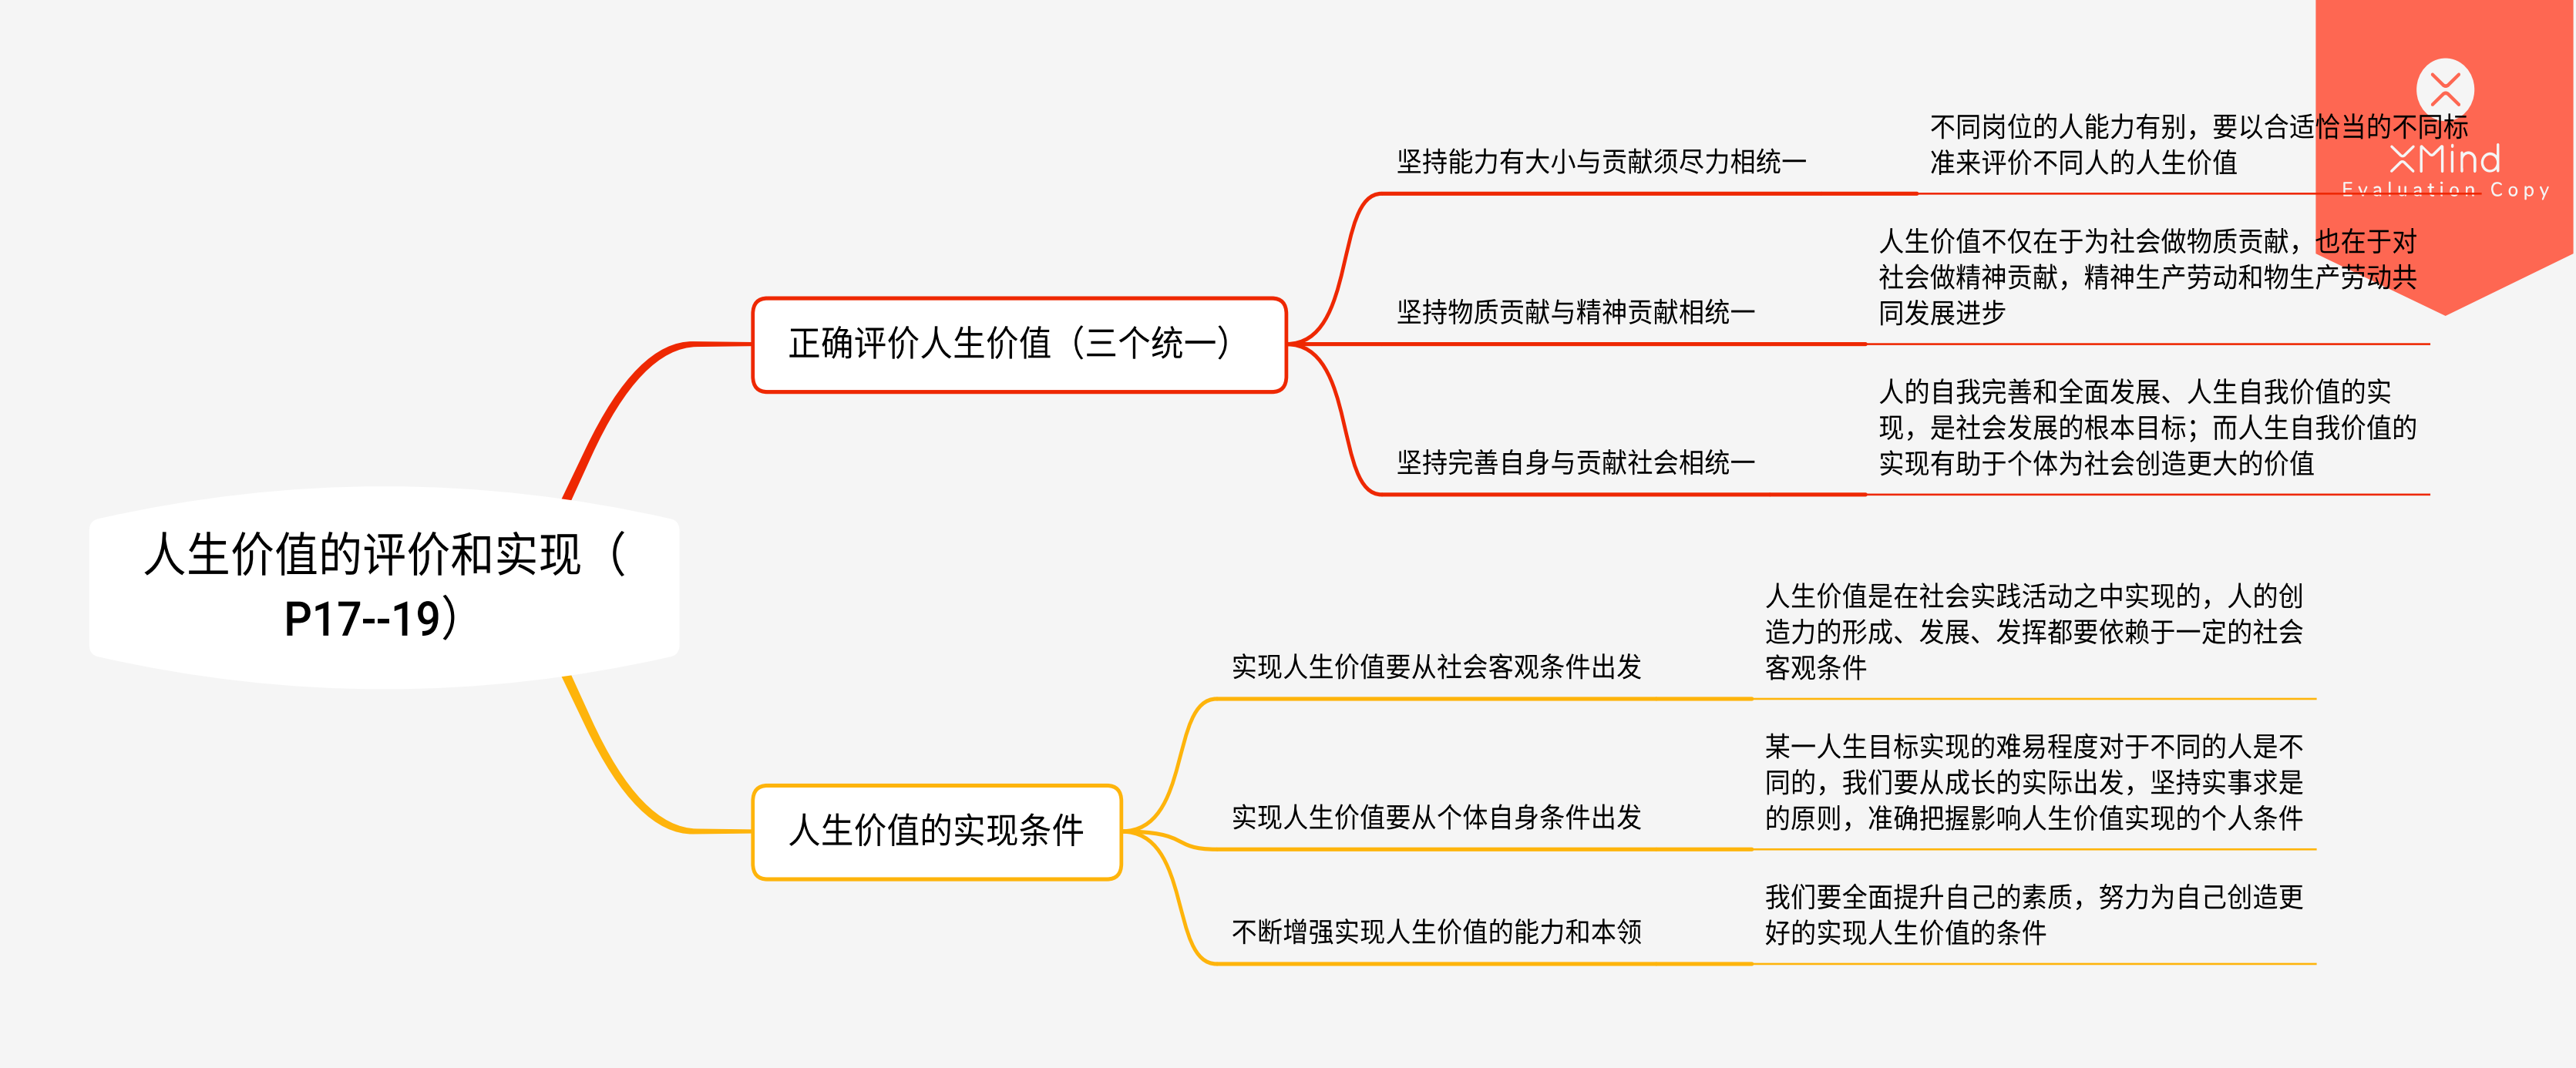 人生价值的评价和实现（
P17--19）
正确评价人生价值（三个统一）
坚持能力有大小与贡献须尽力相统一
不同岗位的人能力有别，要以合适恰当的不同标
准来评价不同人的人生价值
坚持物质贡献与精神贡献相统一
人生价值不仅在于为社会做物质贡献，也在于对
社会做精神贡献，精神生产劳动和物生产劳动共
同发展进步
坚持完善自身与贡献社会相统一
人的自我完善和全面发展、人生自我价值的实
现，是社会发展的根本目标；而人生自我价值的
实现有助于个体为社会创造更大的价值
人生价值的实现条件
实现人生价值要从社会客观条件出发
人生价值是在社会实践活动之中实现的，人的创
造力的形成、发展、发挥都要依赖于一定的社会
客观条件
实现人生价值要从个体自身条件出发
某一人生目标实现的难易程度对于不同的人是不
同的，我们要从成长的实际出发，坚持实事求是
的原则，准确把握影响人生价值实现的个人条件
不断增强实现人生价值的能力和本领
我们要全面提升自己的素质，努力为自己创造更
好的实现人生价值的条件
XMind
Evaluation Copy